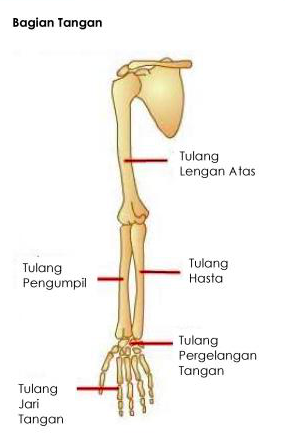 Bagian Tangan
Tulang
Lengan Atas
Tulang
Pengumpil
Tulang
Hasta
Tulang
Pergelangan
Tangan
Tulang
Jari
Tangan